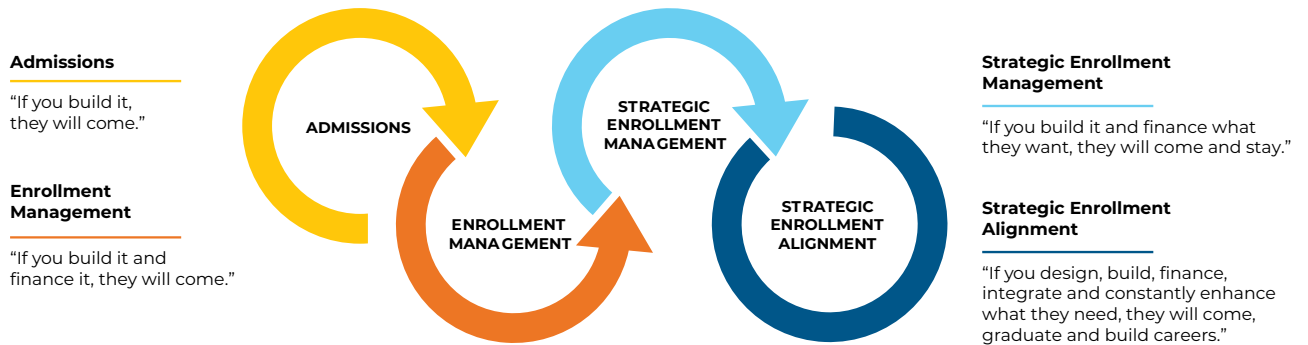 Admissions
“If you build it,
they will come.”
Enrollment
Management
“If you build it and
finance it, they will come.”
ADMISSIONS
ENROLLMENT
MANAGEMENT
STRATEGIC
ENROLLMENT
MANAGEMENT
STRATEGIC
ENROLLMENT
ALIGNMENT
Strategic Enrollment
Management
“If you build it and finance what
they want, they will come and stay.”
Strategic Enrollment
Alignment
“If you design, build, finance,
integrate and constantly enhance
what they need, they will come,
graduate and build careers.”